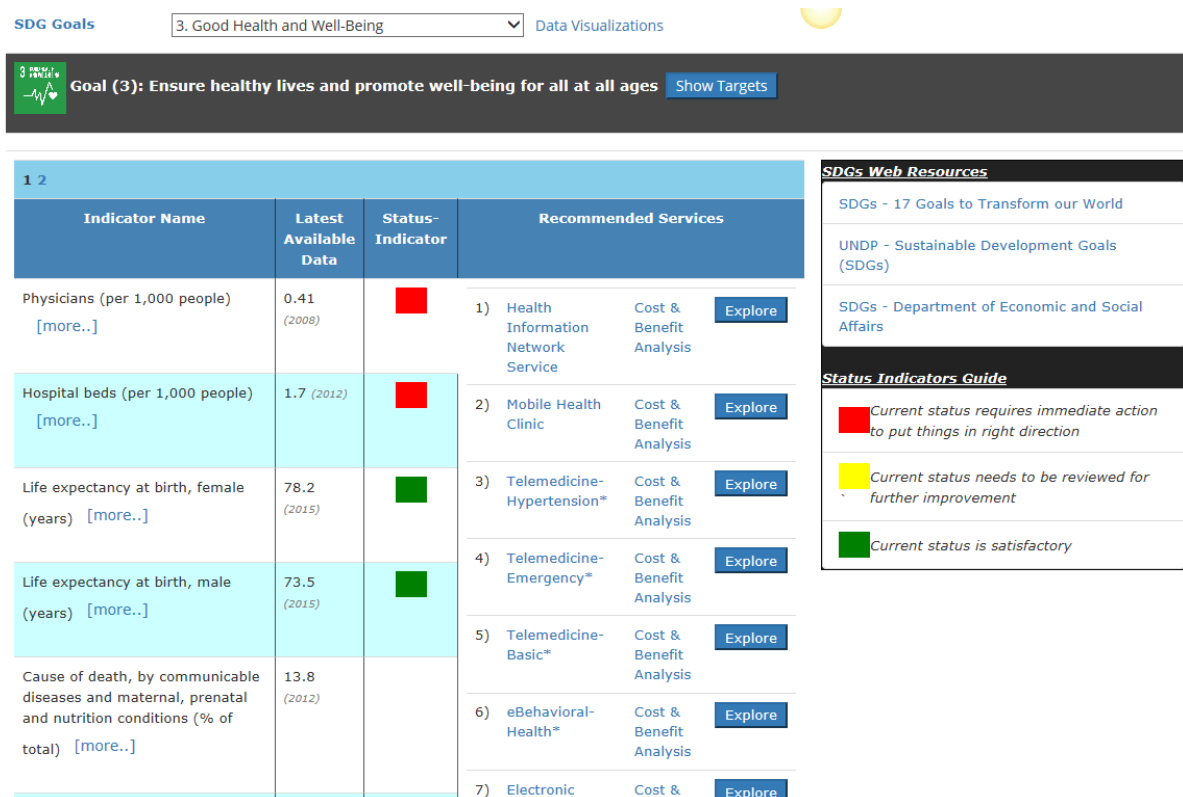 SDG Goals
3. Good Health and Well-Being
Data Visualizations
Goal (3): Ensure healthy lives and promote well-being for all at all ages
Show Targets
1 2
Indicator Name
Latest
Available
Data
Status-
Indicator
Recommended Services
Physicians (per 1,000 people)
[more..]
0.41
(2008)
Hospital beds (per 1,000 people)
[more..]
1.7 (2012)
Life expectancy at birth, female
(years) [more..]
78.2
(2015)
Life expectancy at birth, male
(years) [more..]
73.5
(2015)
Cause of death, by communicable
diseases and maternal, prenatal
and nutrition conditions (% of
total) [more..]
13.8
(2012)
1) Health
Information
Network
Service
Cost &
Benefit
Analysis
Explore
2) Mobile Health
Clinic
Cost &
Benefit
Analysis
Explore
3) Telemedicine-
Hypertension*
Cost &
Benefit
Analysis
Explore
4) Telemedicine-
Emergency*
Cost &
Benefit
Analysis
Explore
5) Telemedicine-
Basic*
Cost &
Benefit
Analysis
Explore
6) eBehavioral-
Health*
Cost &
Benefit
Analysis
Explore
7) Electronic
Cost &
Explore
SDGs Web Resources
SDGs - 17 Goals to Transform our World
UNDP - Sustainable Development Goals
(SDGs)
SDGs - Department of Economic and Social
Affairs
Status Indicators Guide
Current status requires immediate action
to put things in right direction
Current status needs to be reviewed for
` further improvement
Current status is satisfactory